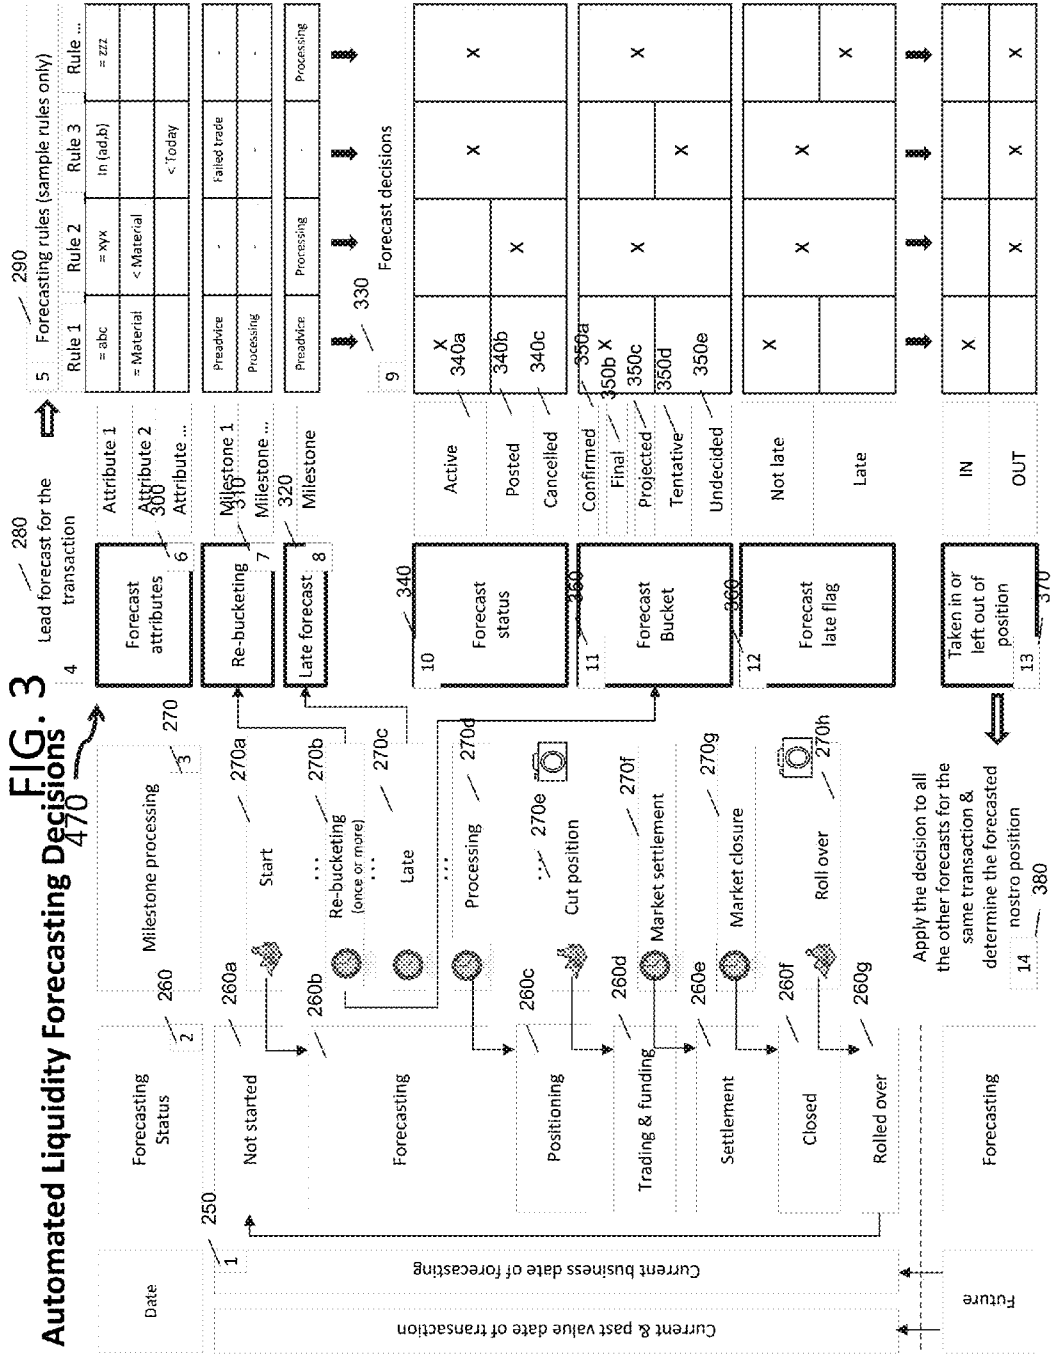 FIG. 3
Automated Liquidity Forecasting Decisions
470
Date
Forecasting
Status
2
260
Milestone processing
3
270
280
Lead forecast for the
transaction
4
290
5 Forecasting rules (sample rules only)
Rule 1 Rule 2 Rule 3 Rule ...
250
1
Current & past value date of transaction
Current business date of forecasting
Future
Not started
260a
Forecasting
260b
Positioning
260c
Trading & funding
260d
Settlement
260e
Closed
260f
Rolled over
260g
Forecasting
Start
270a
...
Re-bucketing
(once or more)
270b
...
Late
270c
...
Processing
270d
...
Cut position
270e
Market settlement
270f
Market closure
270g
Roll over
270h
Forecast
attributes
6
300
Attribute 1
Attribute 2
Attribute ...
= abc = xyx In (ad,b) = zzz
= Material < Material
< Today
Re-bucketing
7
310
Milestone 1
Milestone ...
Preadvice - Failed trade -
Processing - - -
Late forecast
8
320
Milestone
Preadvice Processing - Processing
330
9
Forecast decisions
Forecast
status
10
340
Active
Posted
Cancelled
340a
340b
340c
X X X X
Forecast
Bucket
11
360
Confirmed
Final
Projected
Tentative
Undecided
350a
350b
350c
350d
350e
X X X X
Forecast
late flag
12
360
Not late
Late
X X X X
Taken in or
left out of
position
13
370
IN
OUT
X X X X
Apply the decision to all
the other forecasts for the
same transaction &
determine the forecasted
nostro position
14
380